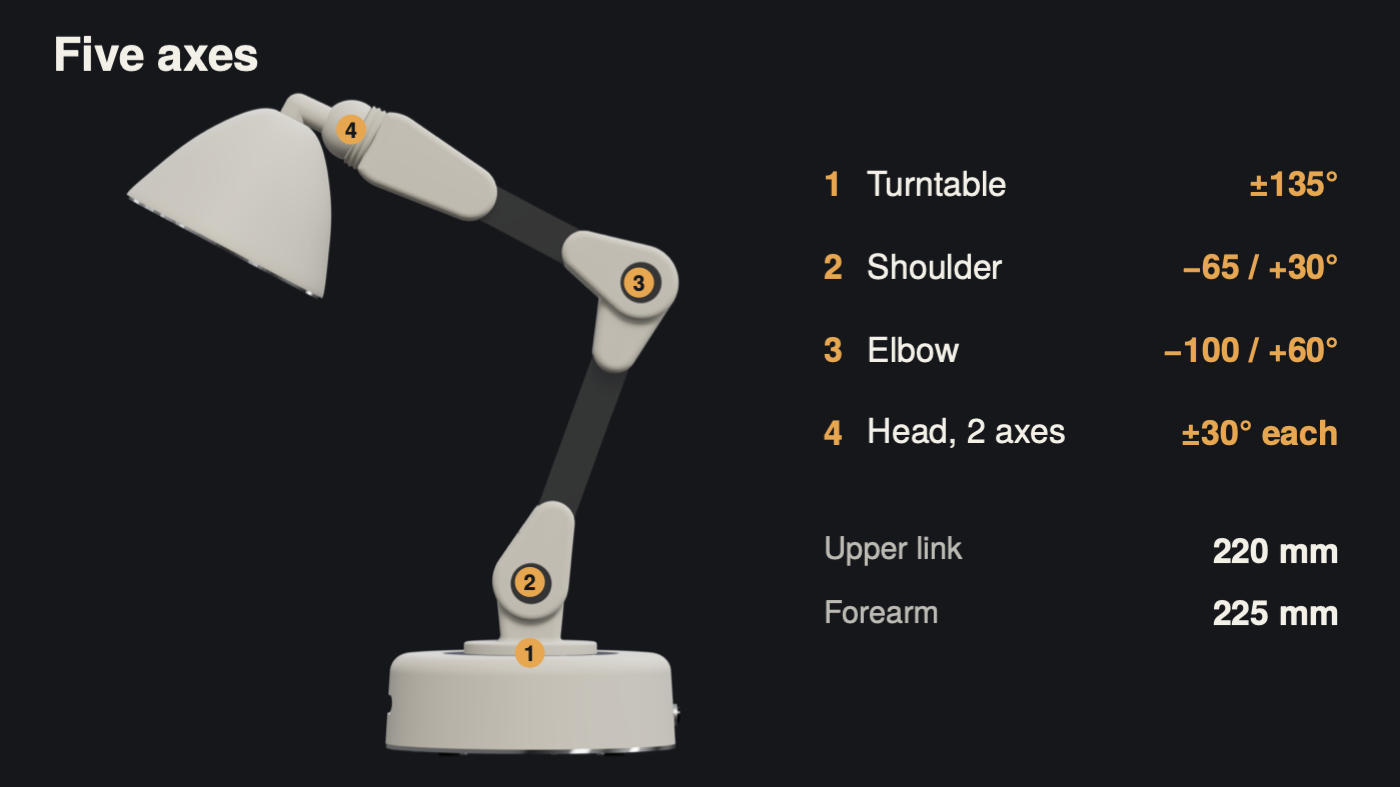 Five axes
4
3
2
1
1 Turntable ±135°
2 Shoulder −65 / +30°
3 Elbow −100 / +60°
4 Head, 2 axes ±30° each
Upper link 220 mm
Forearm 225 mm